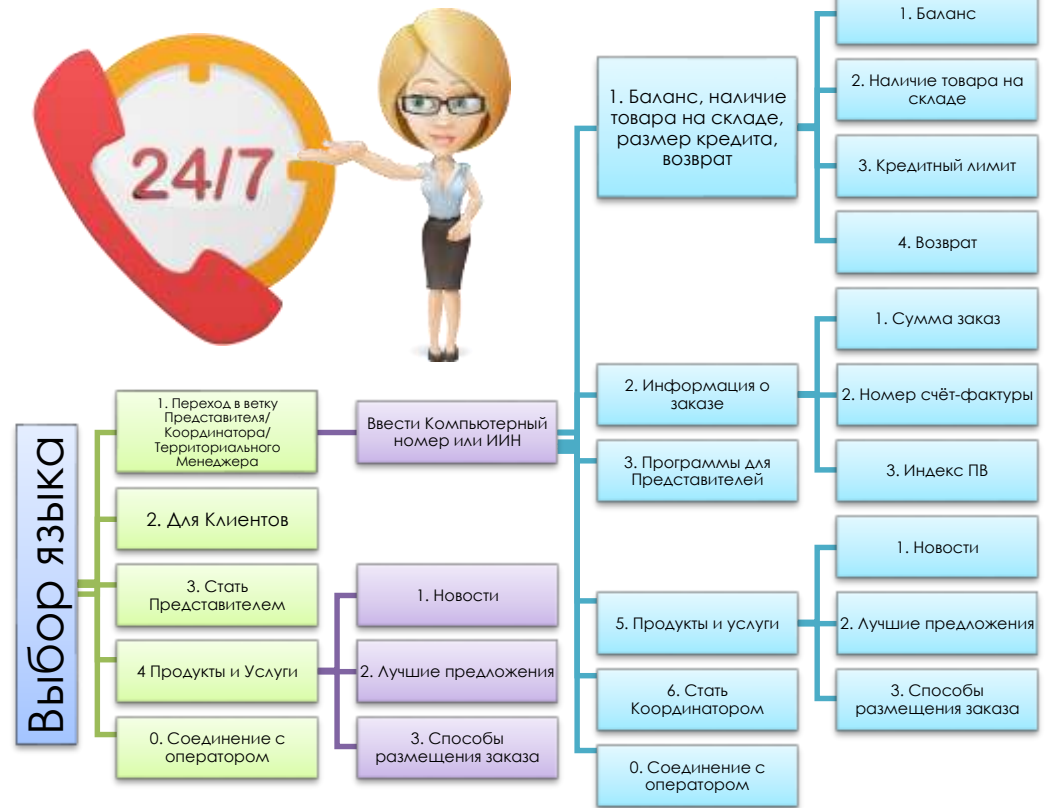 24/7
Выбор языка
1. Переход в ветку
Представителя/
Координатора/
Территориального
Менеджера
2. Для Клиентов
3. Стать
Представителем
4 Продукты и Услуги
0. Соединение с
оператором
Ввести Компьютерный
номер или ИИН
1. Новости
2. Лучшие предложения
3. Способы
размещения заказа
1. Баланс, наличие
товара на складе,
размер кредита,
возврат
2. Информация о
заказе
3. Программы для
Представителей
5. Продукты и услуги
6. Стать
Координатором
0. Соединение с
оператором
1. Баланс
2. Наличие товара на
складе
3. Кредитный лимит
4. Возврат
1. Сумма заказ
2. Номер счёт-фактуры
3. Индекс ПВ
1. Новости
2. Лучшие предложения
3. Способы
размещения заказа